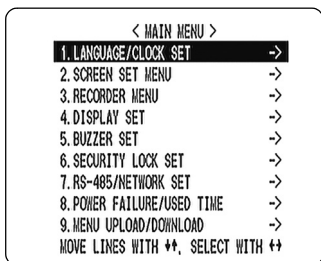 < MAIN MENU >
1. LANGUAGE/CLOCK SET ->
2. SCREEN SET MENU ->
3. RECORDER MENU ->
4. DISPLAY SET ->
5. BUZZER SET ->
6. SECURITY LOCK SET ->
7. RS-485/NETWORK SET ->
8. POWER FAILURE/USED TIME ->
9. MENU UPLOAD/DOWNLOAD ->
MOVE LINES WITH ↓↑, SELECT WITH ←→